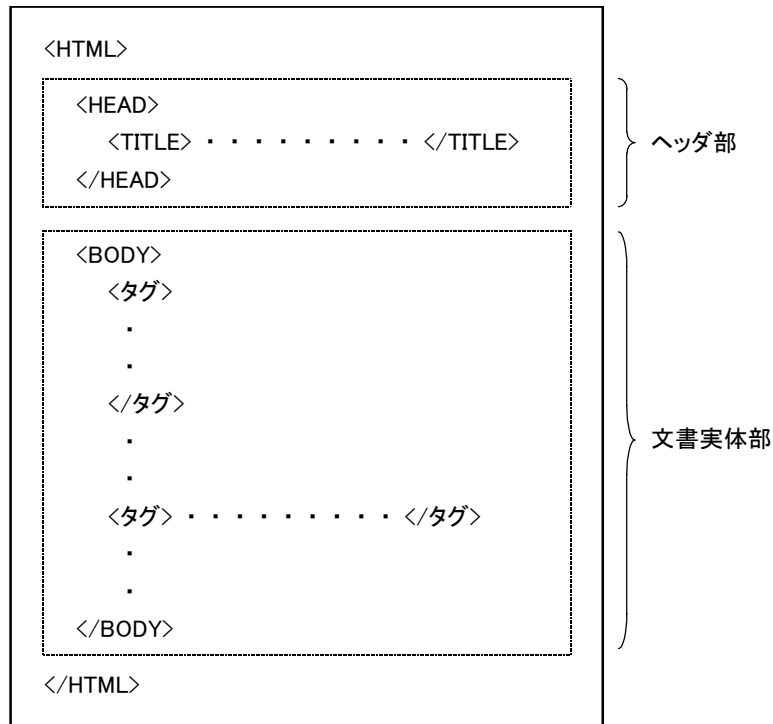 <HTML>
<HEAD>
<TITLE> ・・・・・・・・・ </TITLE>
</HEAD>
ヘッダ部
<BODY>
<タグ>
・
・
</タグ>
・
・
<タグ> ・・・・・・・・・ </タグ>
・
・
</BODY>
文書実体部
</HTML>